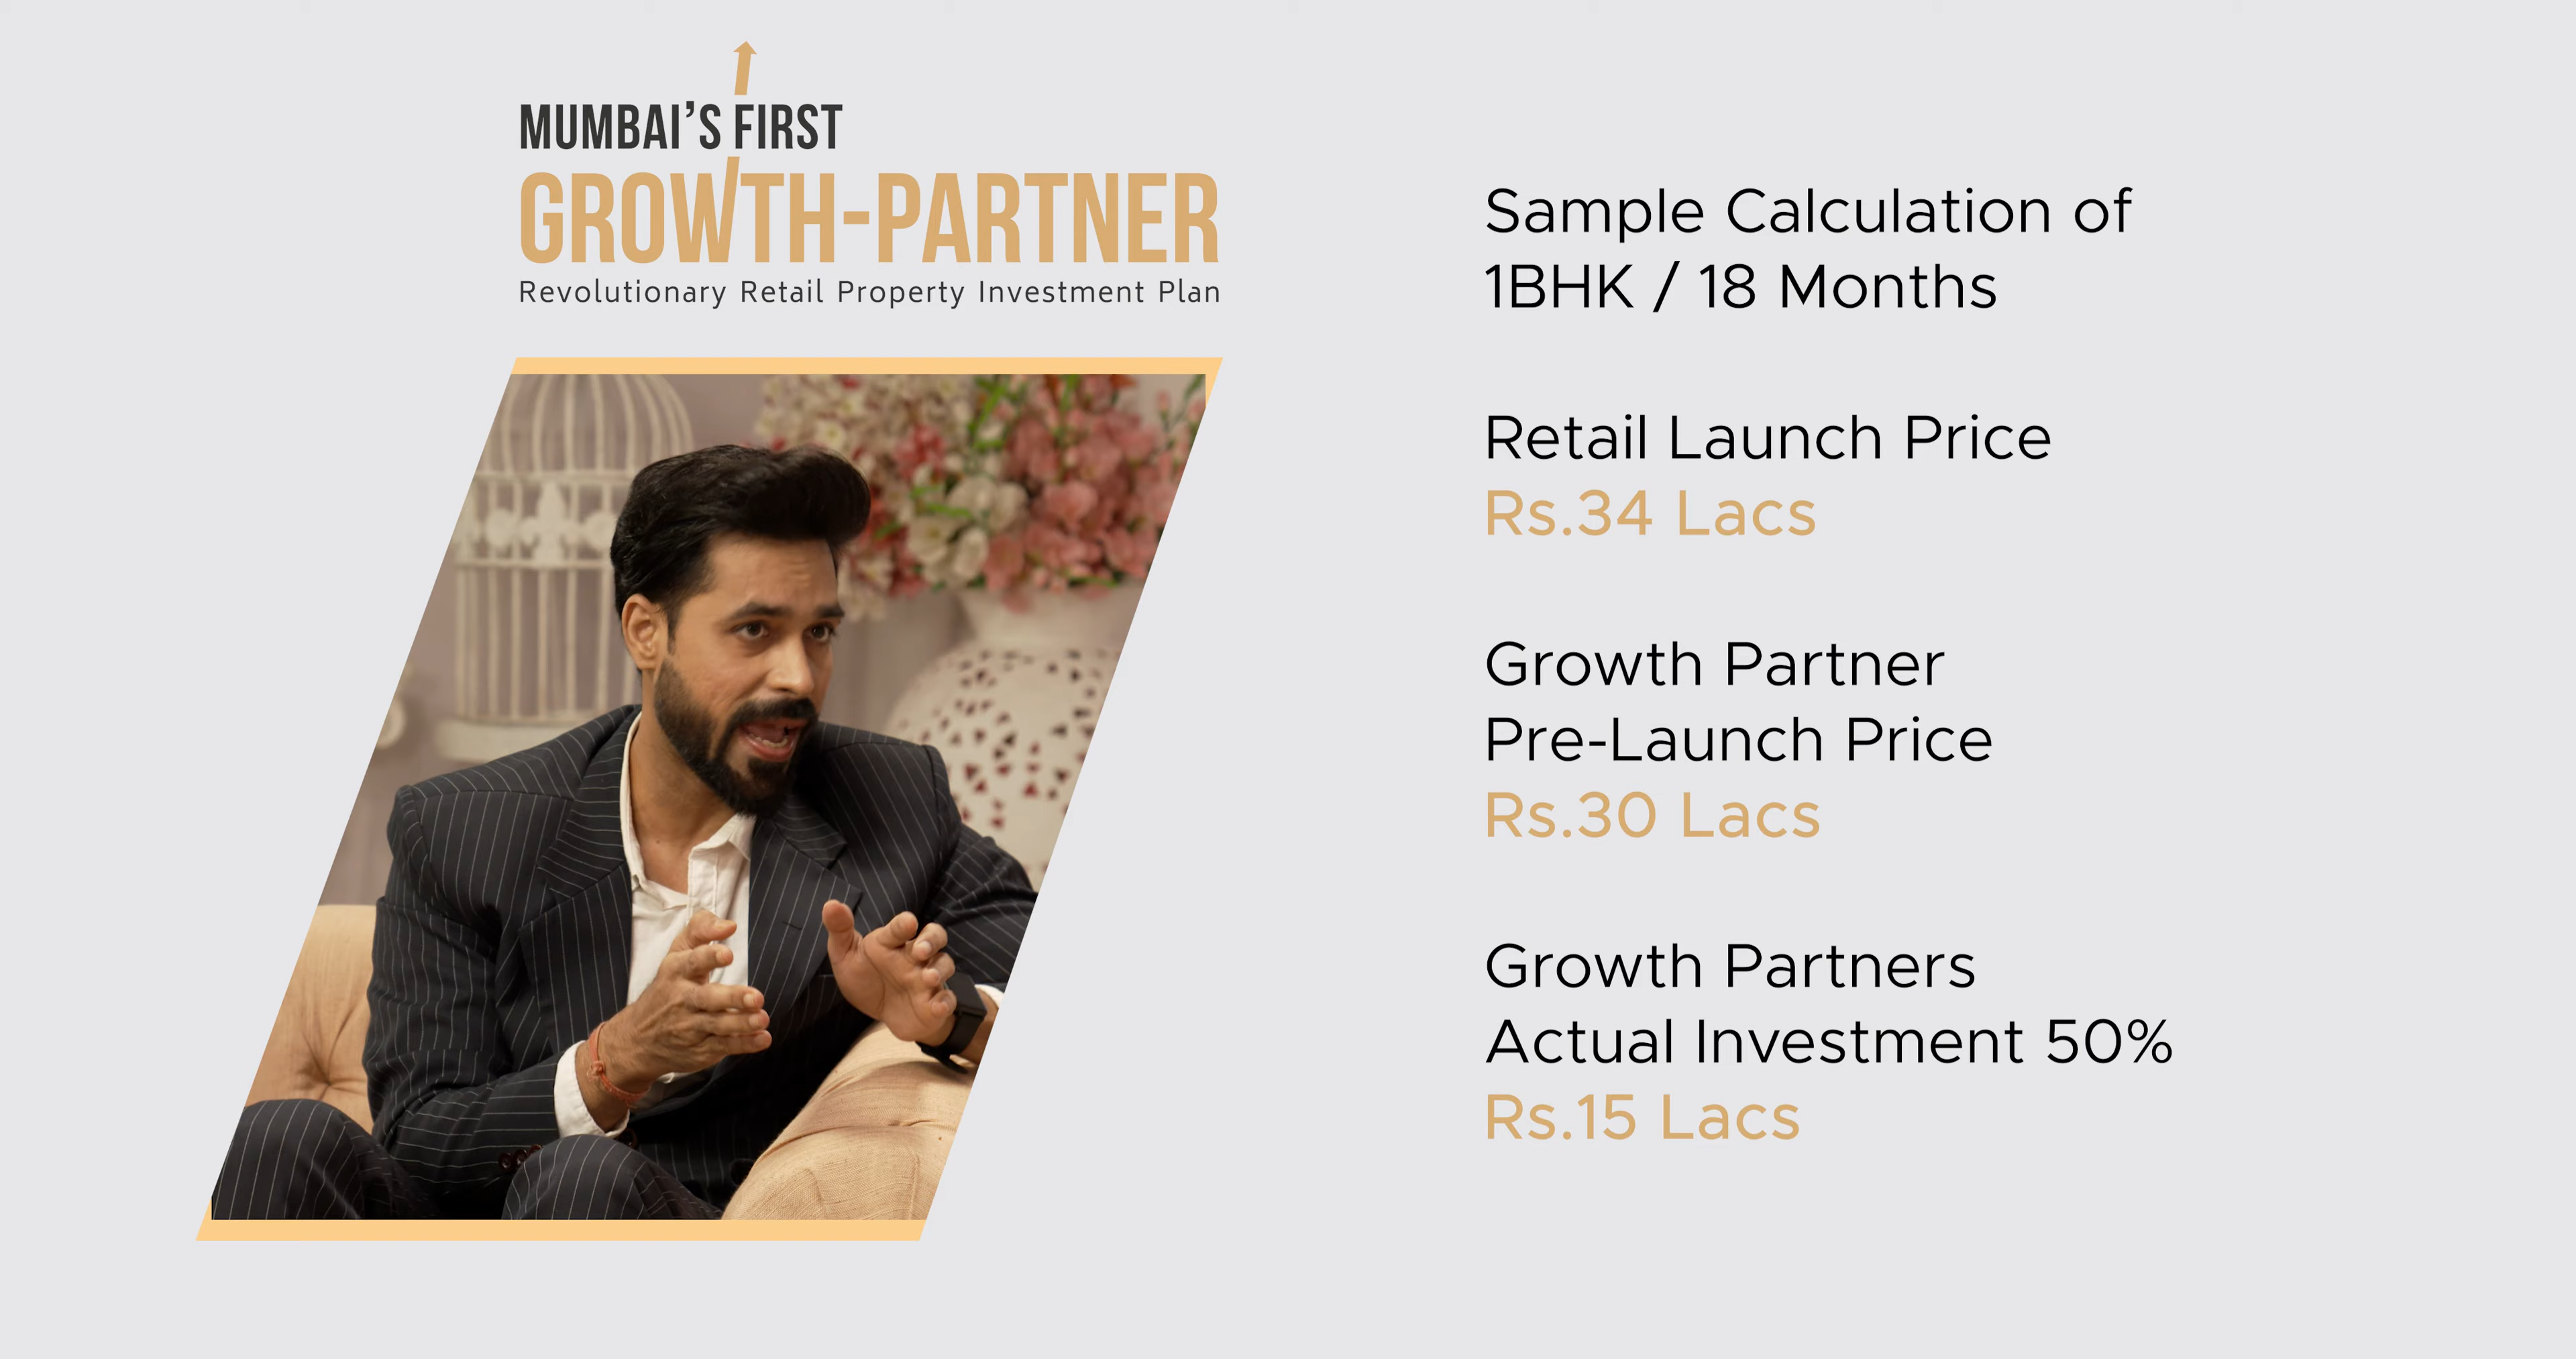 MUMBAI'S FIRST
GROWTH-PARTNER
Revolutionary Retail Property Investment Plan
Sample Calculation of
1BHK / 18 Months
Retail Launch Price
Rs.34 Lacs
Growth Partner
Pre-Launch Price
Rs.30 Lacs
Growth Partners
Actual Investment 50%
Rs.15 Lacs